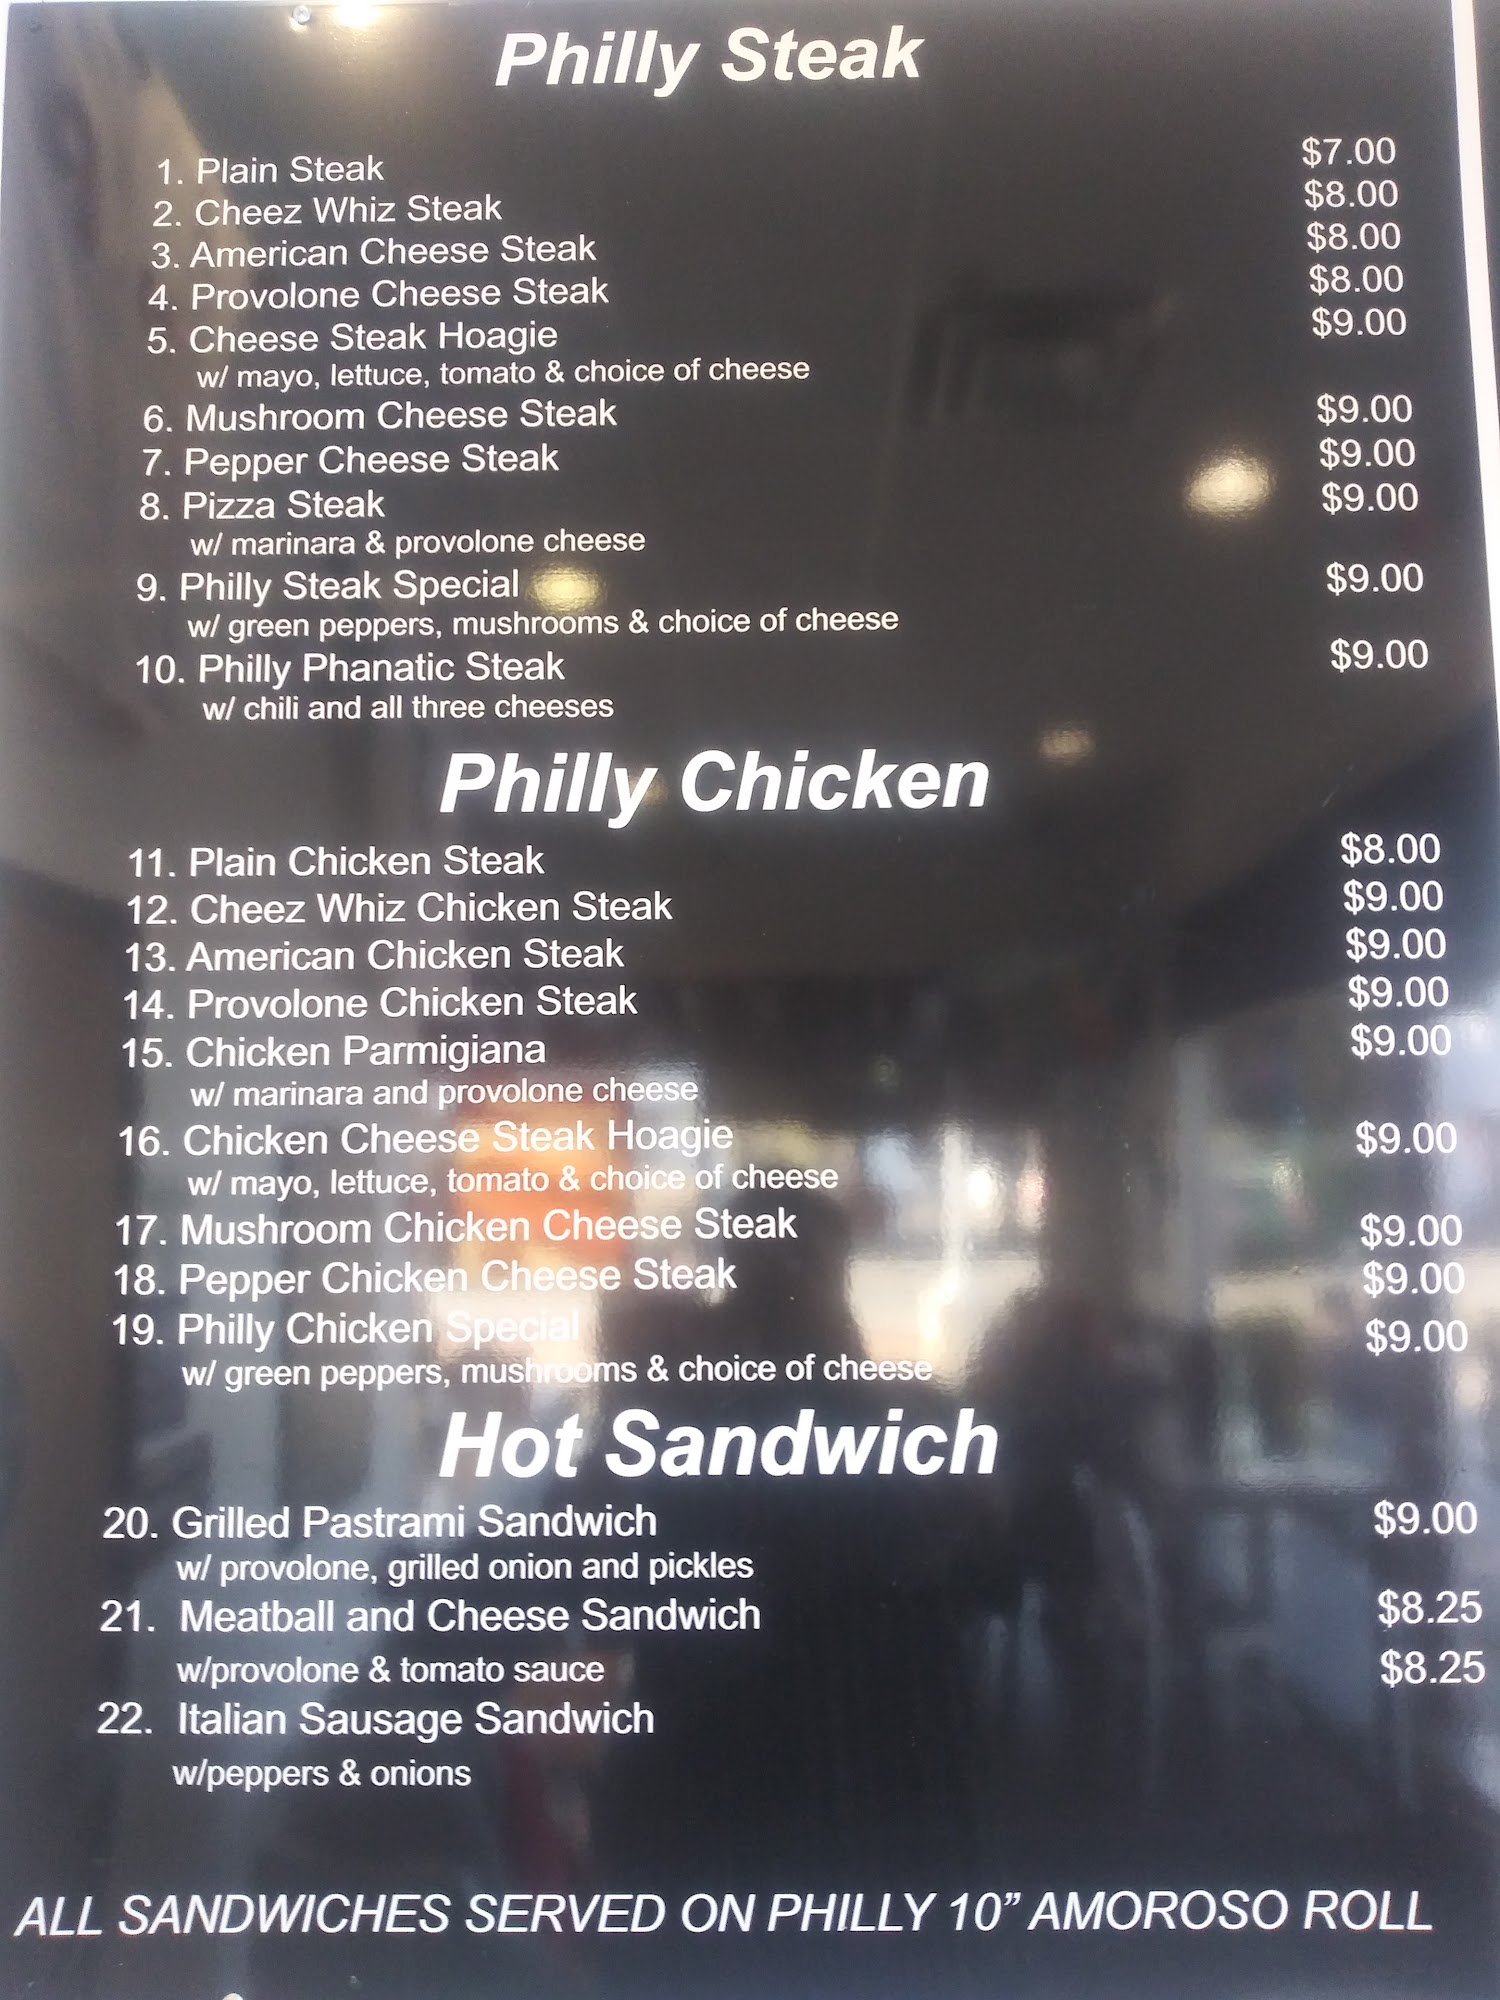 Philly Steak
1. Plain Steak $7.00
2. Cheez Whiz Steak $8.00
3. American Cheese Steak $8.00
4. Provolone Cheese Steak $8.00
5. Cheese Steak Hoagie $9.00
w/ mayo, lettuce, tomato & choice of cheese
6. Mushroom Cheese Steak $9.00
7. Pepper Cheese Steak $9.00
8. Pizza Steak $9.00
w/ marinara & provolone cheese
9. Philly Steak Special $9.00
w/ green peppers, mushrooms & choice of cheese
10. Philly Phanatic Steak $9.00
w/ chili and all three cheeses
Philly Chicken
11. Plain Chicken Steak $8.00
12. Cheez Whiz Chicken Steak $9.00
13. American Chicken Steak $9.00
14. Provolone Chicken Steak $9.00
15. Chicken Parmigiana $9.00
w/ marinara and provolone cheese
16. Chicken Cheese Steak Hoagie $9.00
w/ mayo, lettuce, tomato & choice of cheese
17. Mushroom Chicken Cheese Steak $9.00
18. Pepper Chicken Cheese Steak $9.00
19. Philly Chicken Special $9.00
w/ green peppers, mushrooms & choice of cheese
Hot Sandwich
20. Grilled Pastrami Sandwich $9.00
w/ provolone, grilled onion and pickles
21. Meatball and Cheese Sandwich $8.25
w/provolone & tomato sauce $8.25
22. Italian Sausage Sandwich
w/peppers & onions
ALL SANDWICHES SERVED ON PHILLY 10” AMOROSO ROLL